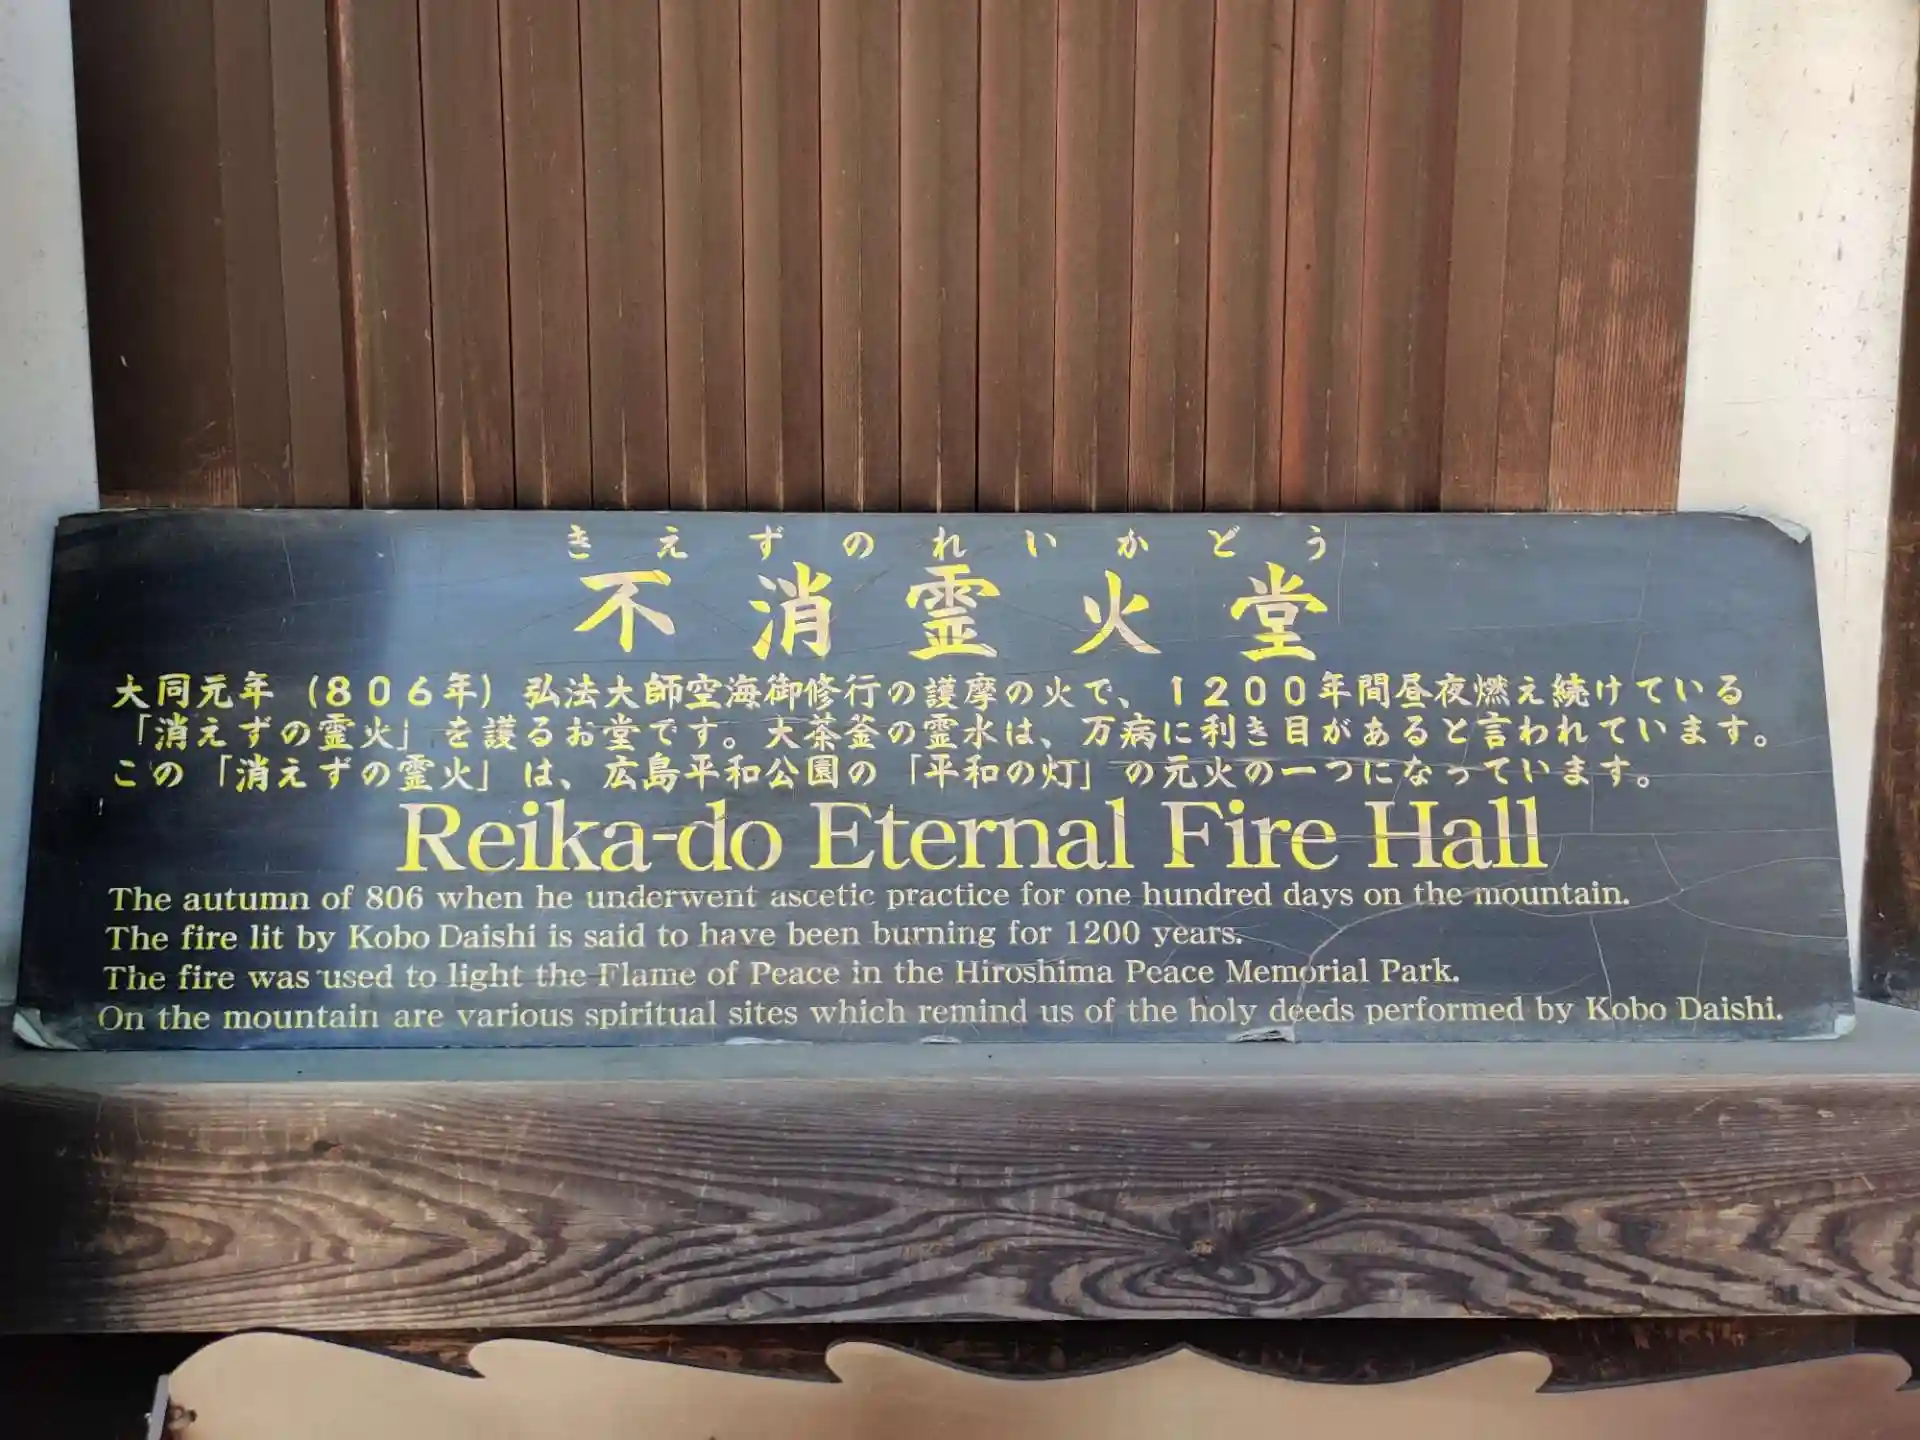 きえずのれいかどう
不消霊火堂
大同元年（８０６年）弘法大師空海御修行の護摩の火で、１２００年間昼夜燃え続けている
「消えずの霊火」を護るお堂です。大茶釜の霊水は、万病に利き目があると言われています。
この「消えずの霊火」は、広島平和公園の「平和の灯」の元火の一つになっています。
Reika-do Eternal Fire Hall
The autumn of 806 when he underwent ascetic practice for one hundred days on the mountain.
The fire lit by Kobo Daishi is said to have been burning for 1200 years.
The fire was used to light the Flame of Peace in the Hiroshima Peace Memorial Park.
On the mountain are various spiritual sites which remind us of the holy deeds performed by Kobo Daishi.